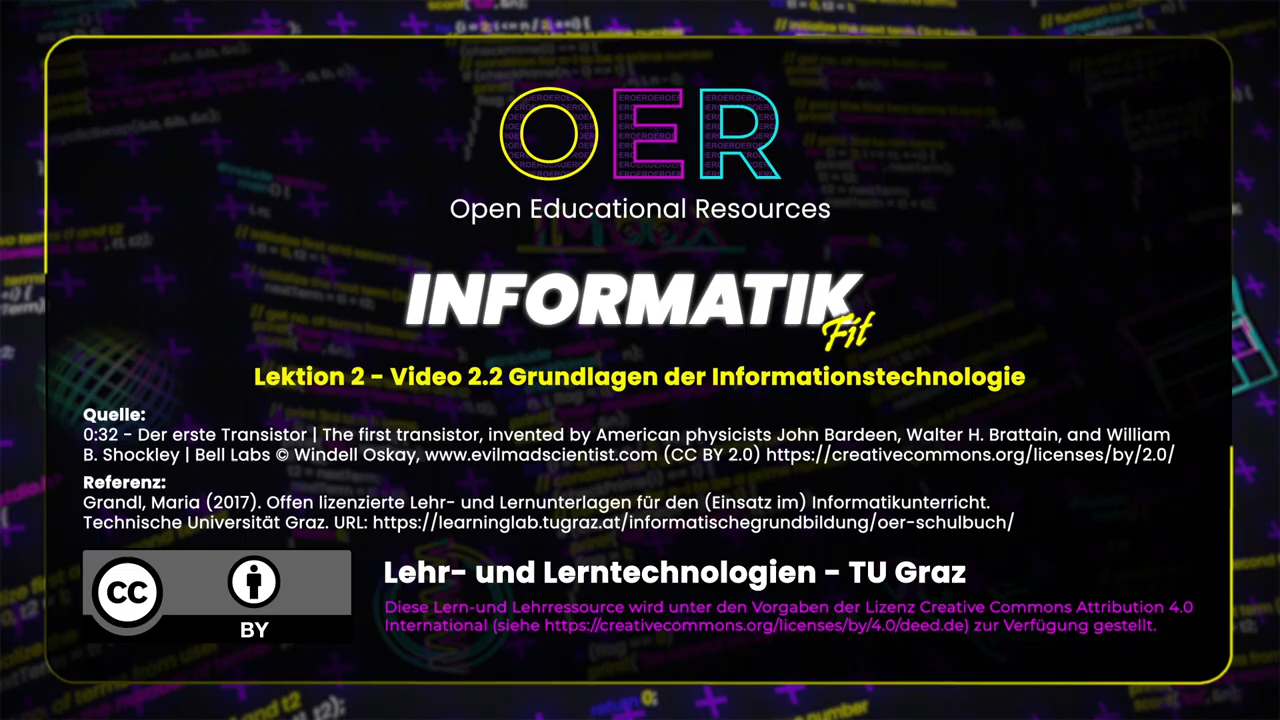 OER
Open Educational Resources
INFORMATIK
Fit
Lektion 2 - Video 2.2 Grundlagen der Informationstechnologie
Quelle:
0:32 - Der erste Transistor | The first transistor, invented by American physicists John Bardeen, Walter H. Brattain, and William
B. Shockley | Bell Labs © Windell Oskay, www.evilmadscientist.com (CC BY 2.0) https://creativecommons.org/licenses/by/2.0/
Referenz:
Grandl, Maria (2017). Offen lizenzierte Lehr- und Lernunterlagen für den (Einsatz im) Informatikunterricht.
Technische Universität Graz. URL: https://learninglab.tugraz.at/informatischegrundbildung/oer-schulbuch/
CC
BY
Lehr- und Lerntechnologien - TU Graz
Diese Lern-und Lehrressource wird unter den Vorgaben der Lizenz Creative Commons Attribution 4.0
International (siehe https://creativecommons.org/licenses/by/4.0/deed.de) zur Verfügung gestellt.